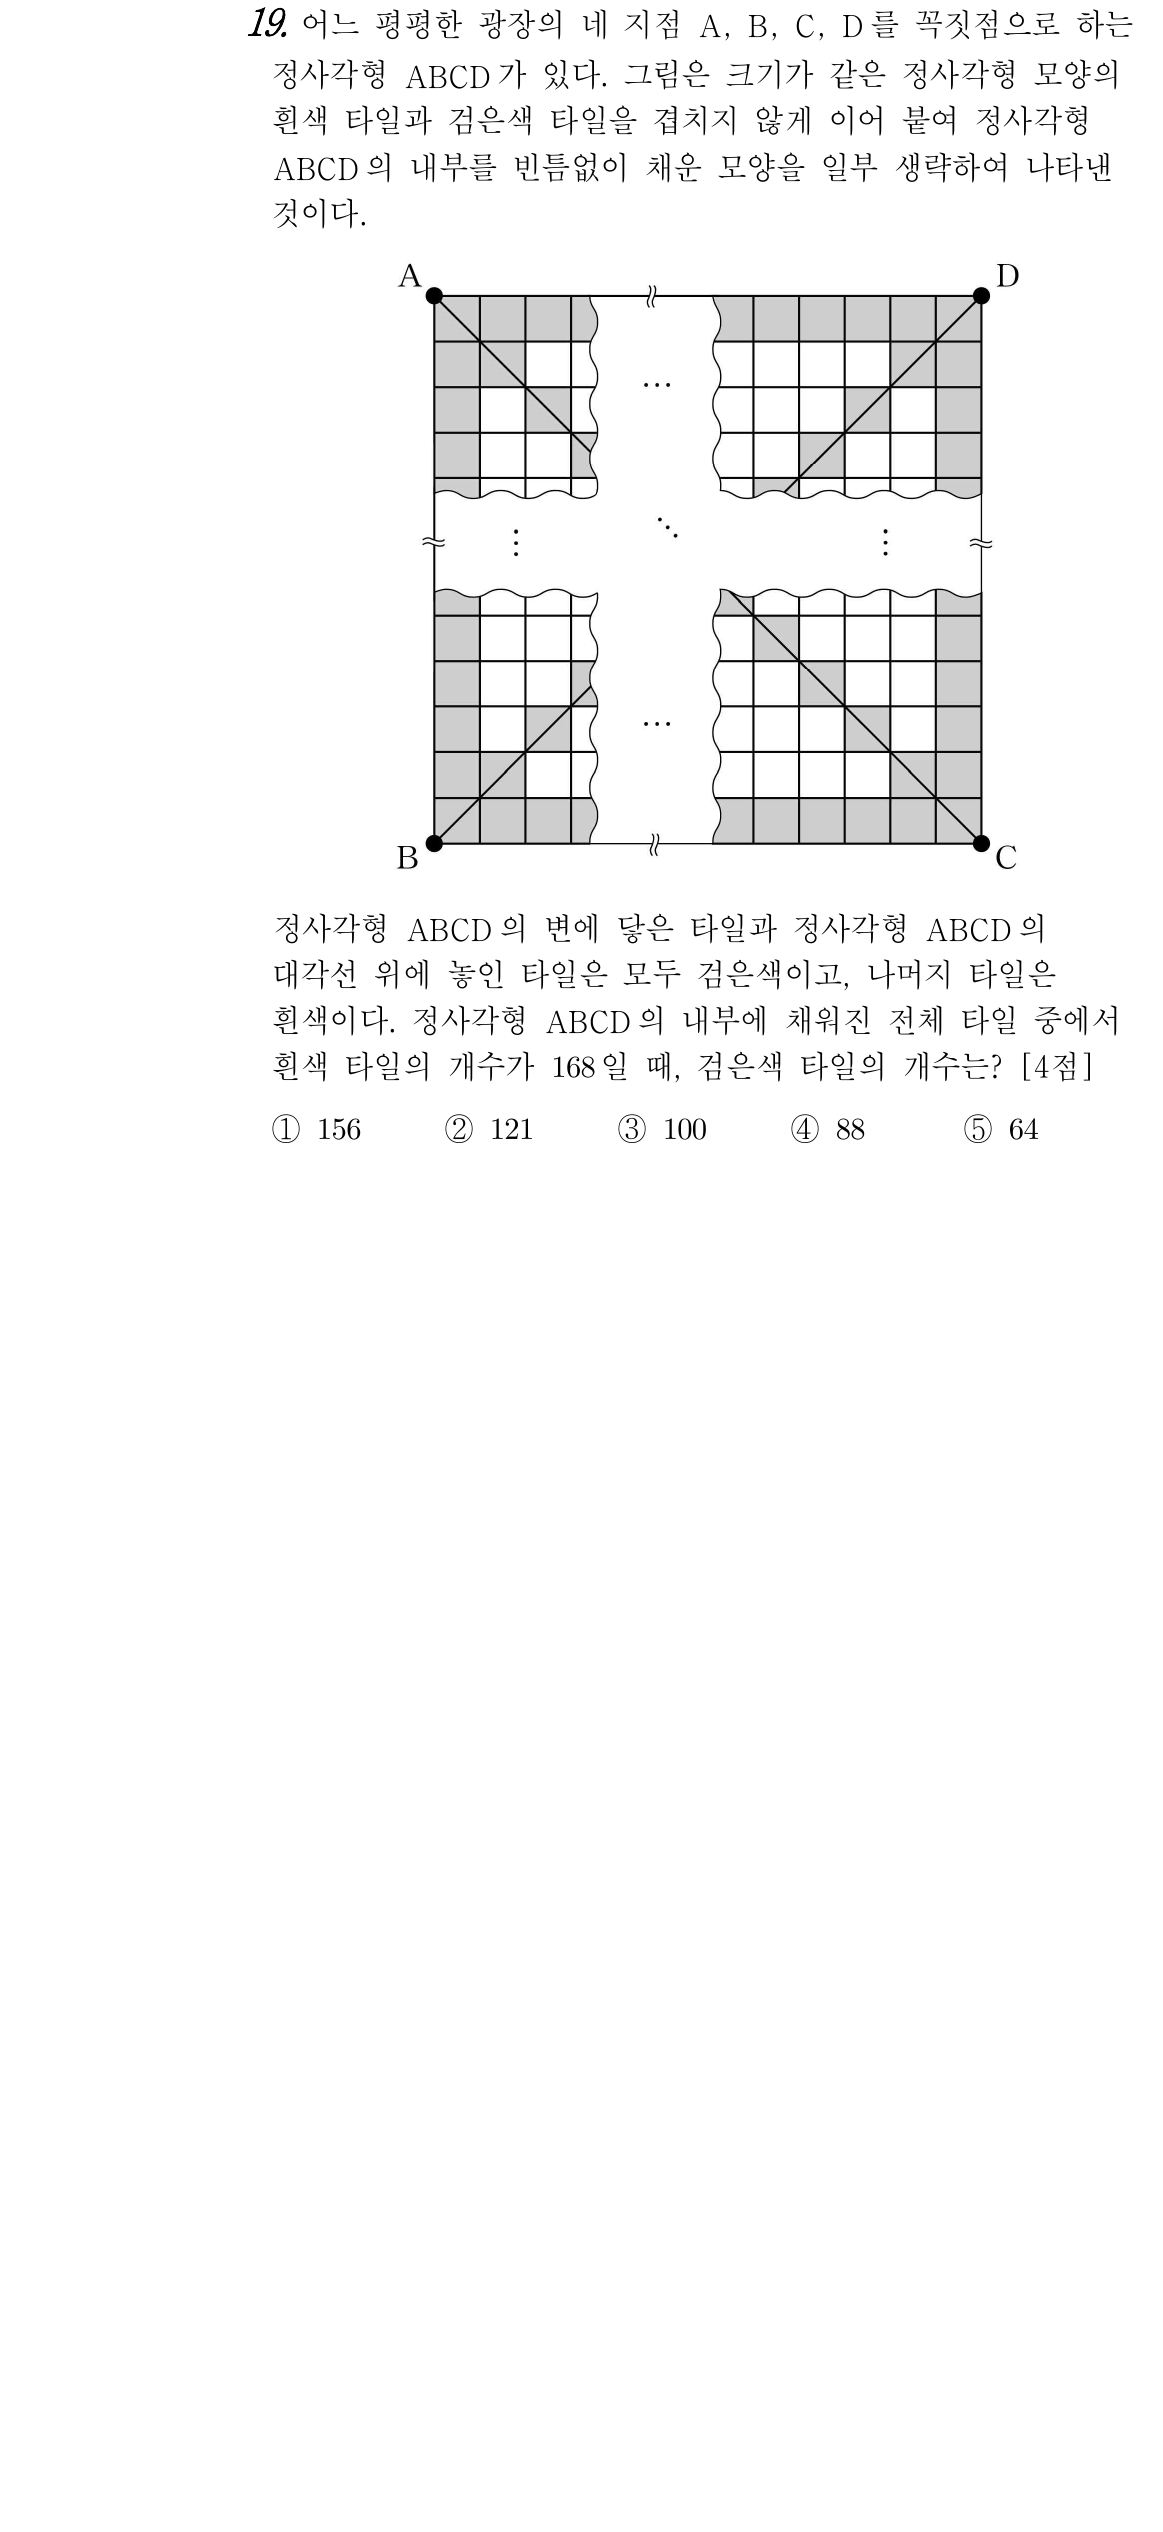 19. 어느 평평한 광장의 네 지점 A, B, C, D를 꼭짓점으로 하는
정사각형 ABCD가 있다. 그림은 크기가 같은 정사각형 모양의
흰색 타일과 검은색 타일을 겹치지 않게 이어 붙여 정사각형
ABCD의 내부를 빈틈없이 채운 모양을 일부 생략하여 나타낸
것이다.
A
D
B
C
정사각형 ABCD의 변에 닿은 타일과 정사각형 ABCD의
대각선 위에 놓인 타일은 모두 검은색이고, 나머지 타일은
흰색이다. 정사각형 ABCD의 내부에 채워진 전체 타일 중에서
흰색 타일의 개수가 168일 때, 검은색 타일의 개수는? [4점]
① 156 ② 121 ③ 100 ④ 88 ⑤ 64